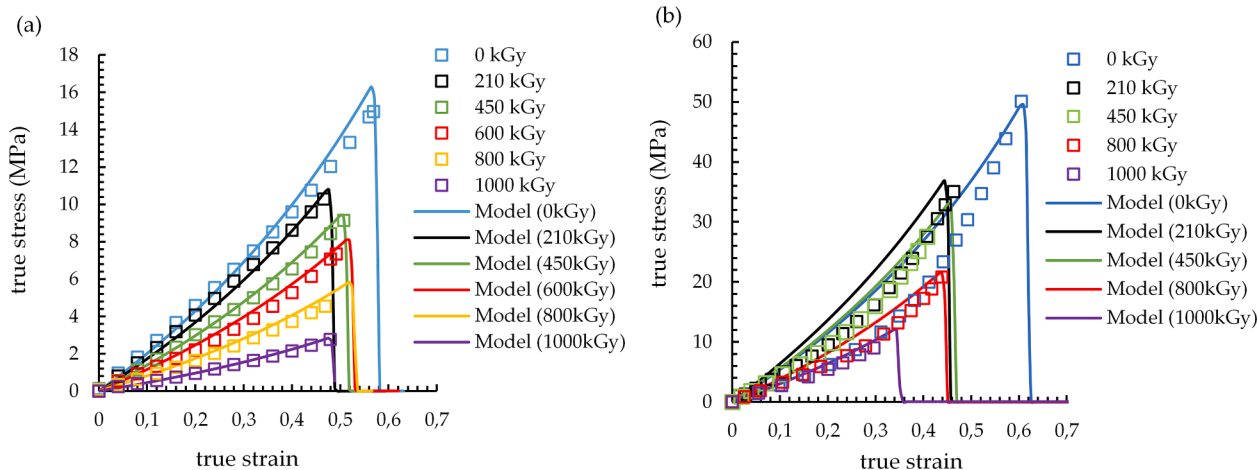 (a)
18
16
14
12
10
8
6
4
2
0
0
0,1
0,2
0,3
0,4
0,5
0,6
0,7
true stress (MPa)
true strain
0 kGy
210 kGy
450 kGy
600 kGy
800 kGy
1000 kGy
Model (0kGy)
Model (210kGy)
Model (450kGy)
Model (600kGy)
Model (800kGy)
Model (1000kGy)
(b)
60
50
40
30
20
10
0
0
0,1
0,2
0,3
0,4
0,5
0,6
0,7
true stress (MPa)
true strain
0 kGy
210 kGy
450 kGy
800 kGy
1000 kGy
Model (0kGy)
Model (210kGy)
Model (450kGy)
Model (800kGy)
Model (1000kGy)